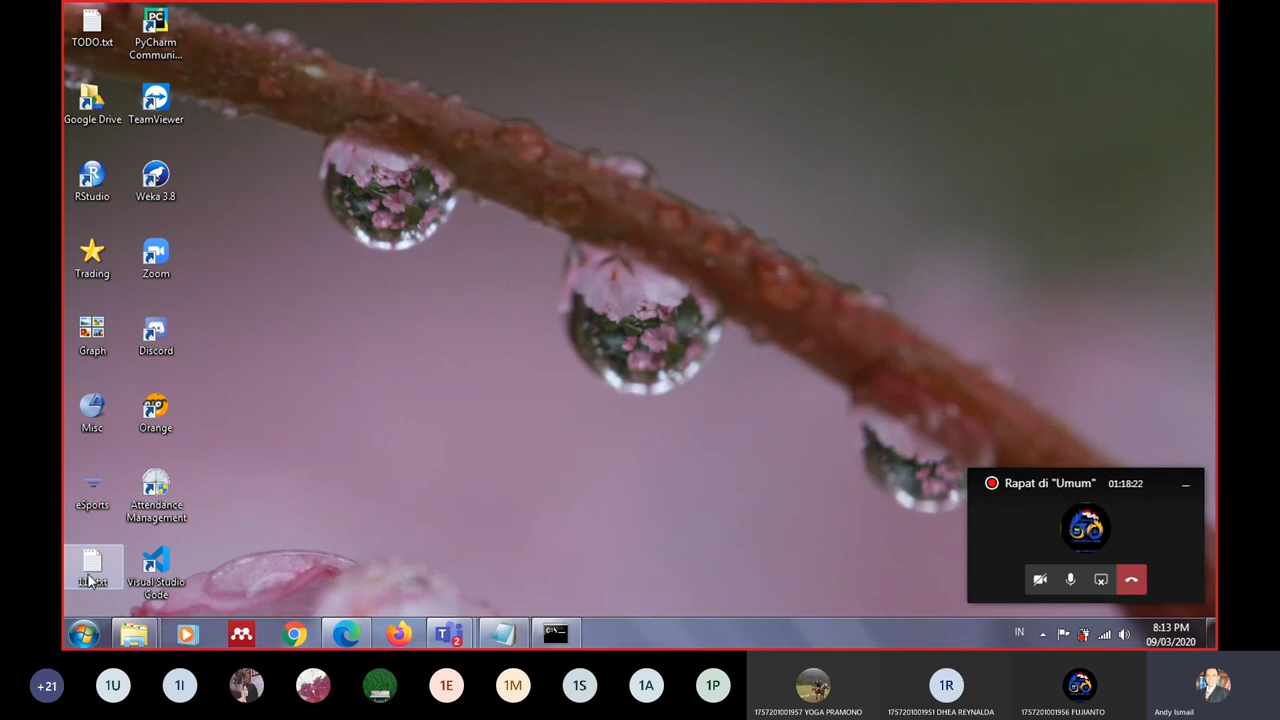 TODO.txt
PyCharm
Communi...
Google Drive
TeamViewer
RStudio
Weka 3.8
Trading
Zoom
Graph
Discord
Misc
Orange
eSports
Attendance
Management
Visual Studio
Code
Rapat di "Umum"
01:18:22
C:\
2
IN
8:13 PM
09/03/2020
+21
1U
1I
1E
1M
1S
1A
1P
1R
1757201001957 YOGA PRAMONO
1757201001951 DHEA REYNALDA
1757201001956 FUJIANTO
Andy Ismail